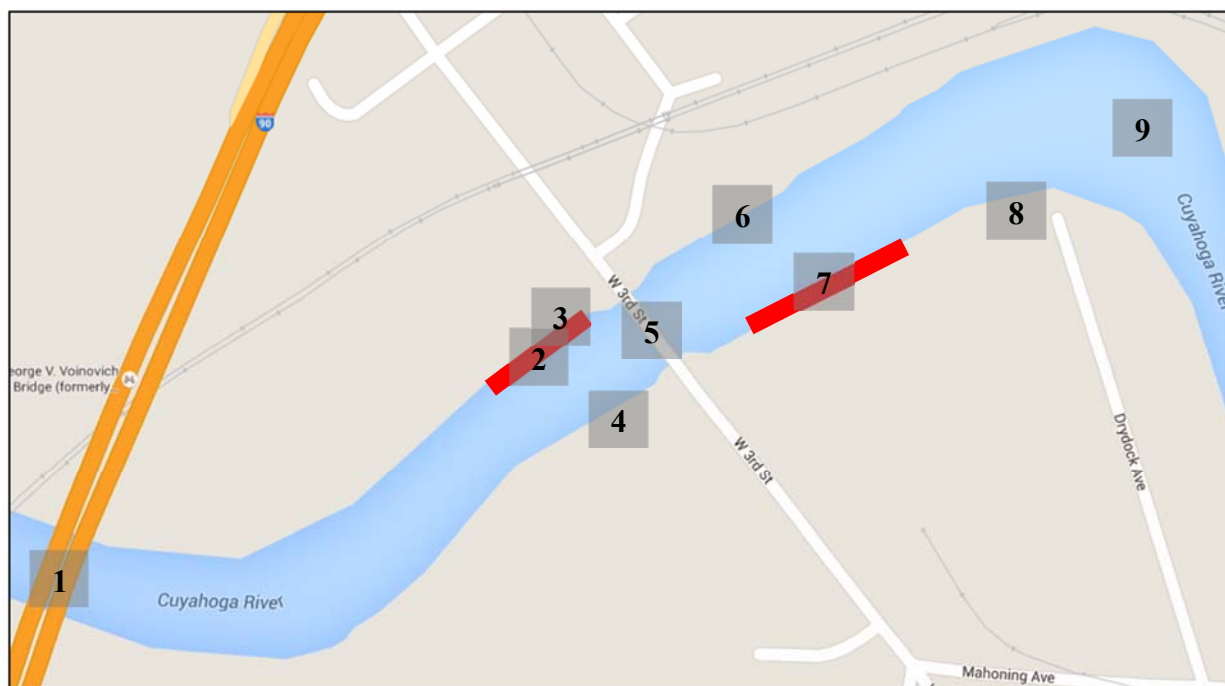 90
9
6
8
Cuyahoga River
W 3rd St
7
3
5
2
eorge V. Voinovich
Bridge (formerly...
4
W 3rd St
Drydock Ave
1
Cuyahoga River
Mahoning Ave